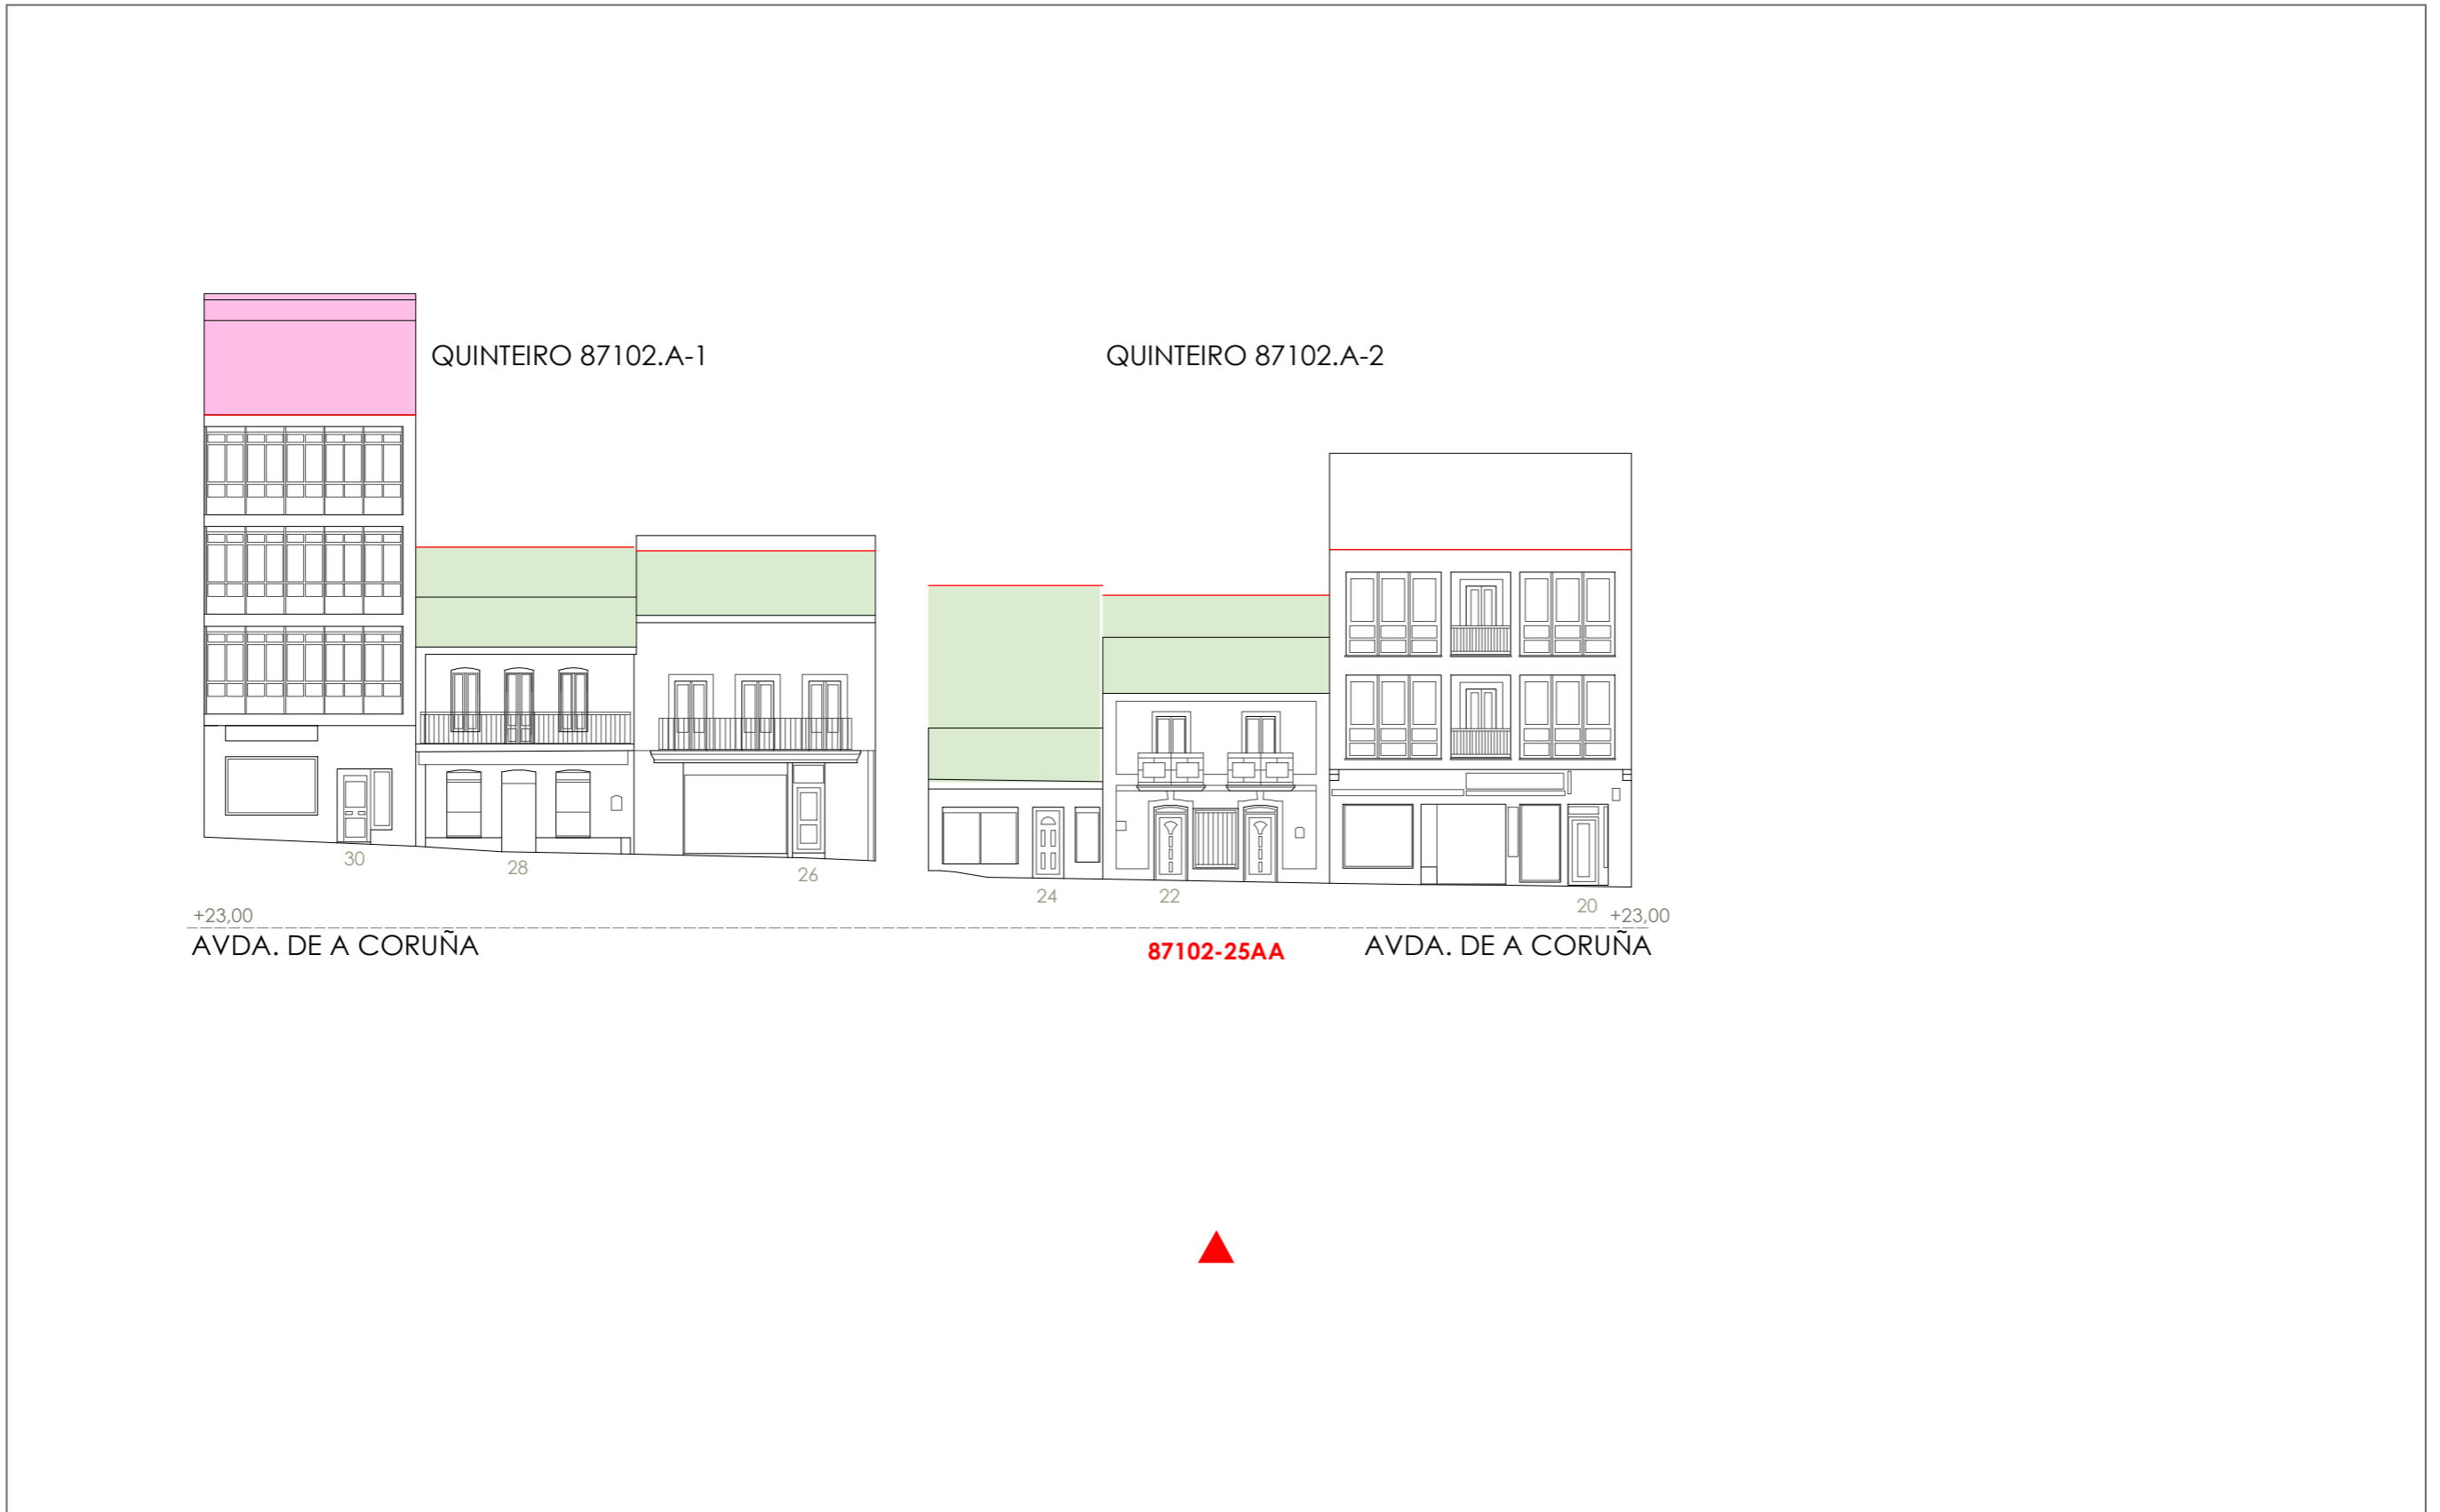 QUINTEIRO 87102.A-1
QUINTEIRO 87102.A-2
30
28
26
24
22
20
+23,00
+23,00
AVDA. DE A CORUÑA
87102-25AA
AVDA. DE A CORUÑA